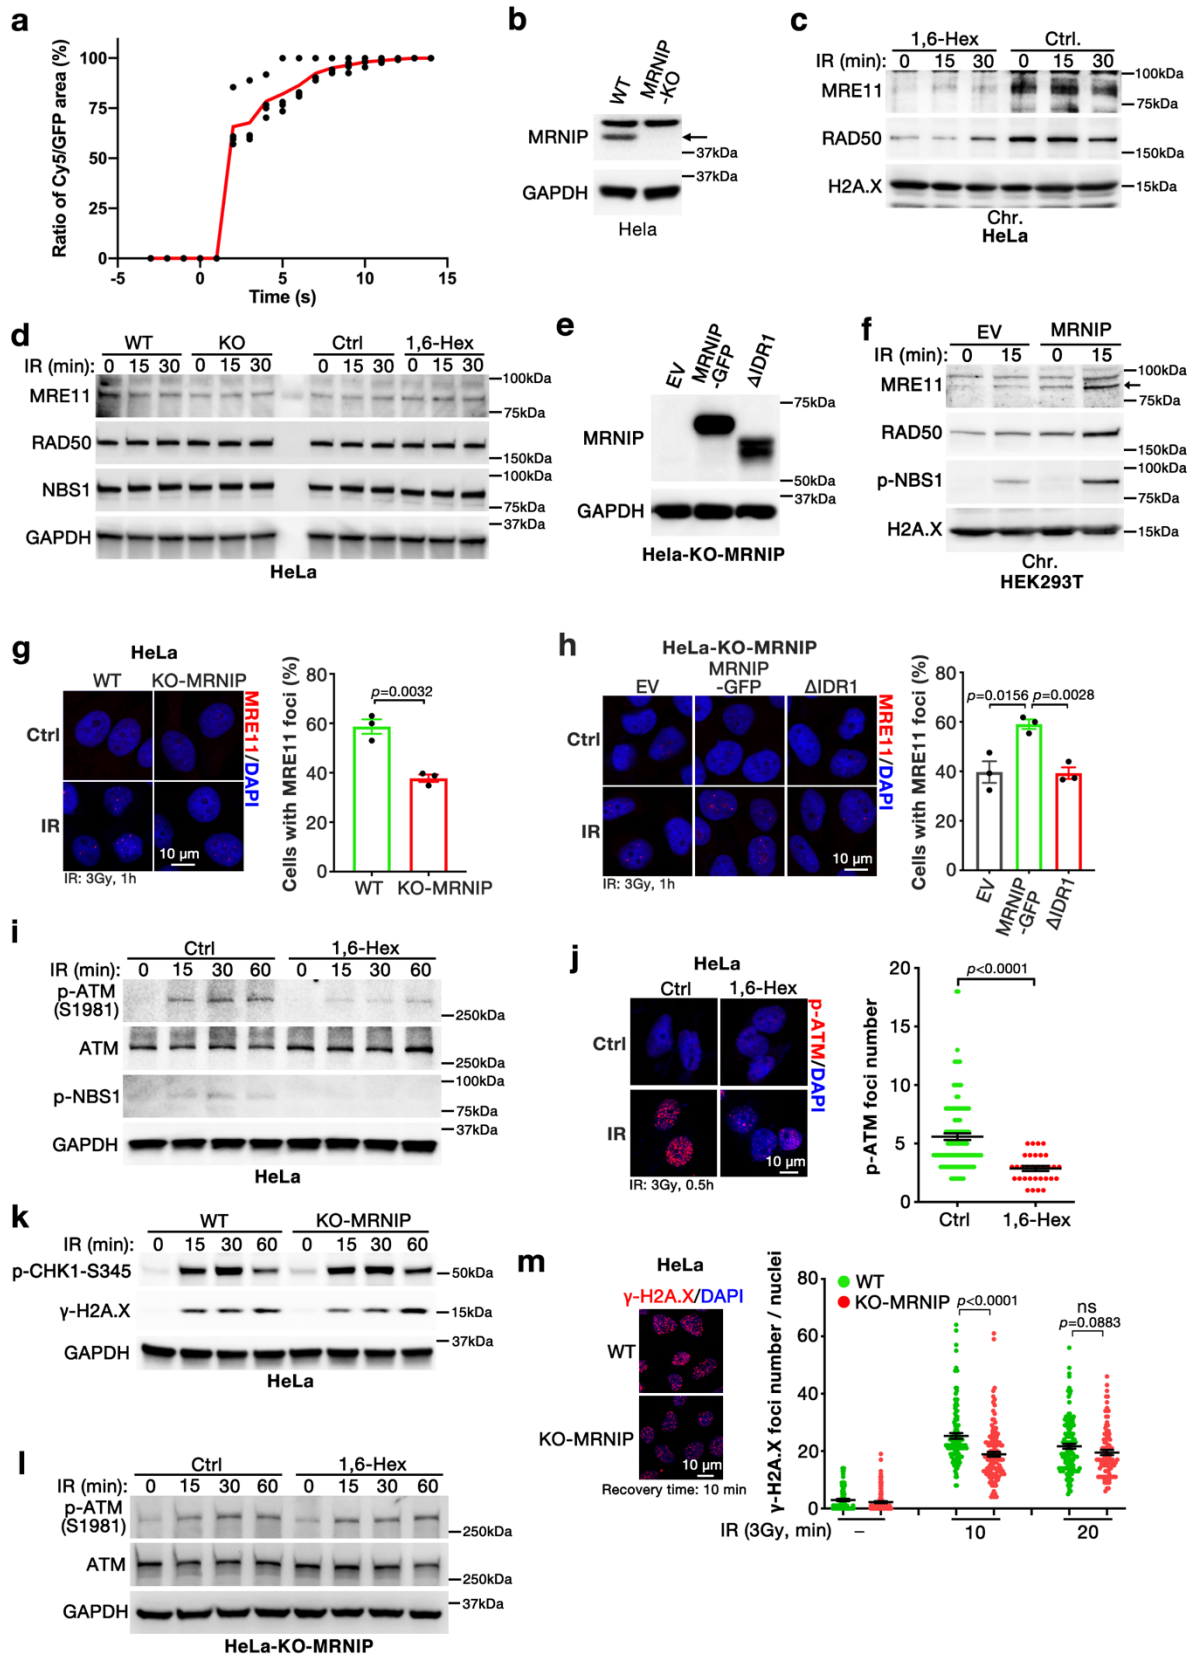 a
Ratio of Cy5/GFP area (%)
100
75
50
25
0
-5 0 5 10 15
Time (s)
b
WT
MRNIP
-KO
MRNIP
37kDa
37kDa
GAPDH
Hela
c
1,6-Hex Ctrl.
IR (min): 0 15 30 0 15 30
100kDa
MRE11
75kDa
RAD50
150kDa
H2A.X
15kDa
Chr.
HeLa
d
WT KO Ctrl 1,6-Hex
IR (min): 0 15 30 0 15 30 0 15 30 0 15 30
100kDa
MRE11
75kDa
RAD50
150kDa
100kDa
NBS1
75kDa
37kDa
GAPDH
HeLa
e
EV
MRNIP
-GFP
ΔIDR1
75kDa
MRNIP
50kDa
37kDa
GAPDH
Hela-KO-MRNIP
f
EV MRNIP
IR (min): 0 15 0 15
100kDa
MRE11
75kDa
RAD50
150kDa
100kDa
p-NBS1
75kDa
H2A.X
15kDa
Chr.
HEK293T
g
HeLa
WT KO-MRNIP
Ctrl
IR
MRE11/DAPI
10 µm
IR: 3Gy, 1h
Cells with MRE11 foci (%)
80
60
40
20
0
p=0.0032
WT KO-MRNIP
h
HeLa-KO-MRNIP
EV
MRNIP
-GFP
ΔIDR1
Ctrl
IR
MRE11/DAPI
10 µm
IR: 3Gy, 1h
Cells with MRE11 foci (%)
80
60
40
20
0
p=0.0156 p=0.0028
EV
MRNIP
-GFP
ΔIDR1
i
Ctrl 1,6-Hex
IR (min): 0 15 30 60 0 15 30 60
p-ATM
(S1981)
250kDa
ATM
250kDa
100kDa
p-NBS1
75kDa
37kDa
GAPDH
HeLa
j
HeLa
Ctrl 1,6-Hex
Ctrl
IR
p-ATM/DAPI
10 µm
IR: 3Gy, 0.5h
p-ATM foci number
20
15
10
5
0
p<0.0001
Ctrl 1,6-Hex
k
WT KO-MRNIP
IR (min): 0 15 30 60 0 15 30 60
p-CHK1-S345
50kDa
γ-H2A.X
15kDa
37kDa
GAPDH
HeLa
l
Ctrl 1,6-Hex
IR (min): 0 15 30 60 0 15 30 60
p-ATM
(S1981)
250kDa
ATM
250kDa
37kDa
GAPDH
HeLa-KO-MRNIP
m
HeLa
γ-H2A.X/DAPI
WT
KO-MRNIP
10 µm
Recovery time: 10 min
γ-H2A.X foci number / nuclei
80
60
40
20
0
WT
KO-MRNIP
p<0.0001
ns
p=0.0883
IR (3Gy, min) – 10 20